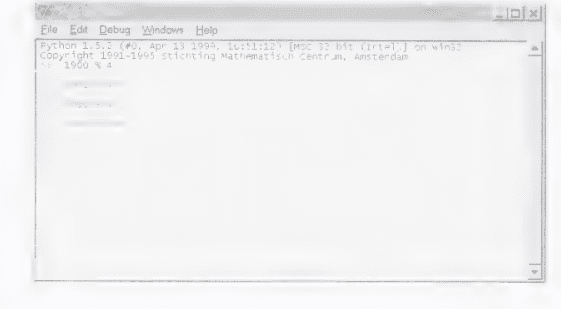 File Edit Debug Windows Help
Python 1.5.2 (#0, Apr 13 1999, 10:51:12) [MSC 32 bit (Intel)] on win32
Copyright 1991-1995 Stichting Mathematisch Centrum, Amsterdam
1900 % 4